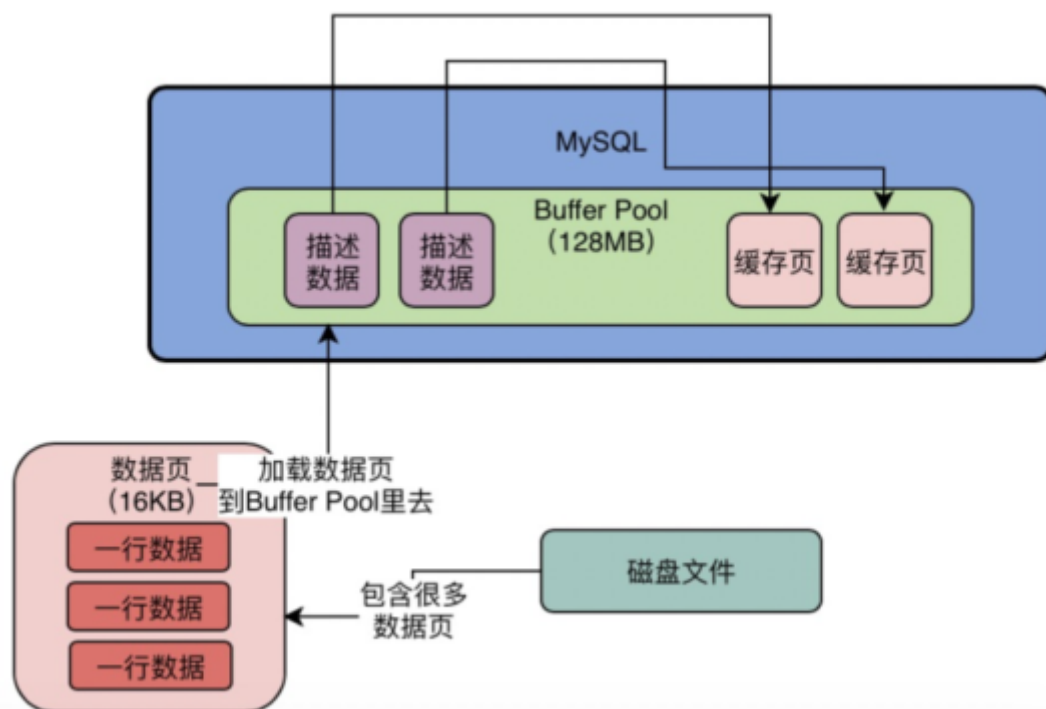 MySQL
Buffer Pool
（128MB）
描述
数据
描述
数据
缓存页
缓存页
数据页
（16KB）
加载数据页
到Buffer Pool里去
一行数据
一行数据
一行数据
包含很多
数据页
磁盘文件